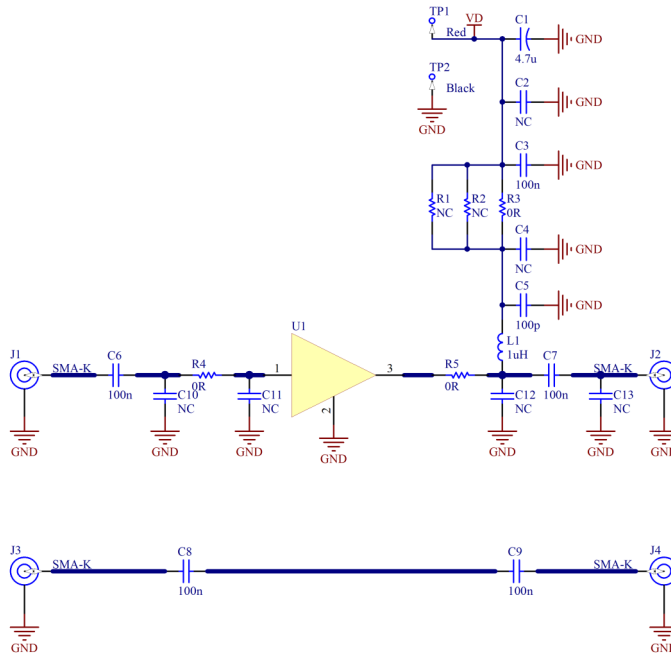 TP1
VD
Red
C1
4.7u
GND
TP2
Black
GND
C2
NC
GND
C3
100n
GND
R1
NC
R2
NC
R3
0R
C4
NC
GND
C5
100p
GND
L1
1uH
U1
J1
SMA-K
C6
100n
R4
0R
C10
NC
C11
NC
1
2
3
R5
0R
C12
NC
C7
100n
SMA-K
C13
NC
J2
GND
GND
GND
GND
GND
GND
GND
J3
SMA-K
C8
100n
C9
100n
SMA-K
J4
GND
GND